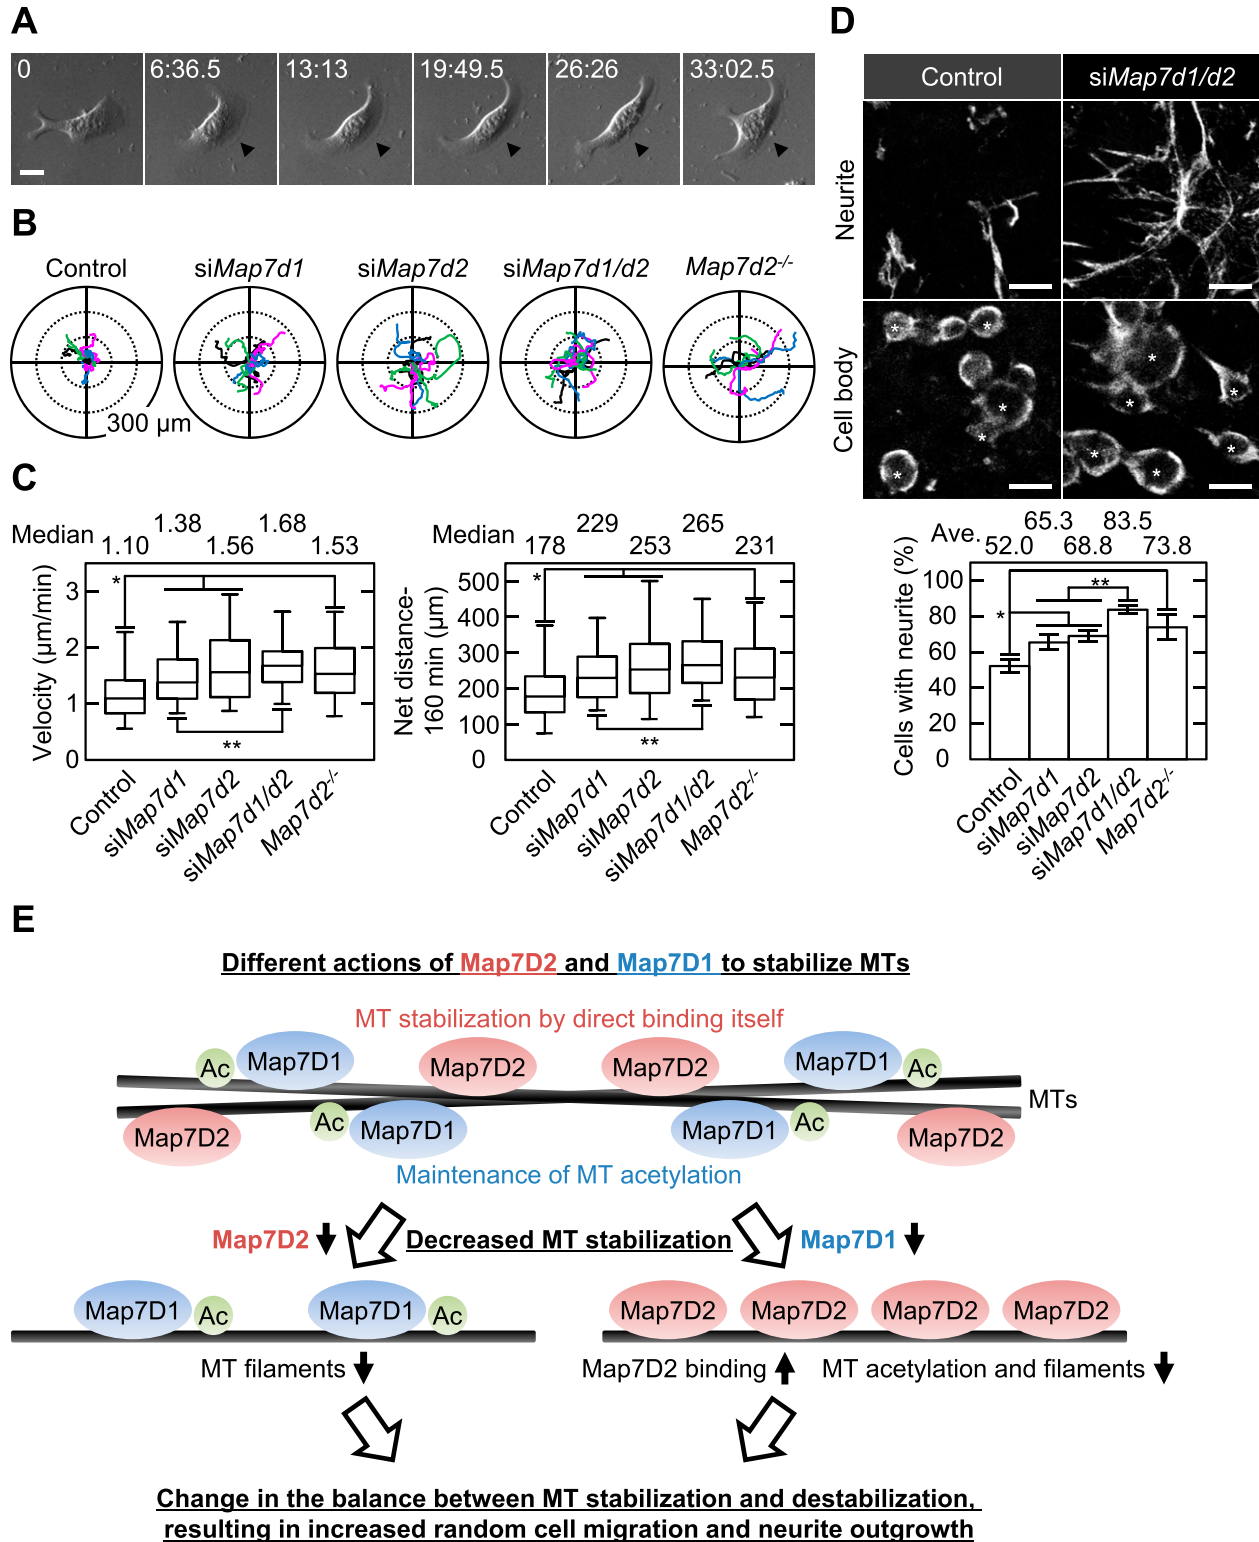 A
0
6:36.5
13:13
19:49.5
26:26
33:02.5
B
Control
siMap7d1
siMap7d2
siMap7d1/d2
Map7d2-/-
300 µm
C
Median
1.10
1.38
1.56
1.68
1.53
Velocity (µm/min)
3
2
1
0
*
**
Control
siMap7d1
siMap7d2
siMap7d1/d2
Map7d2-/-
Median
178
229
253
265
231
Net distance-
160 min (µm)
500
400
300
200
100
0
*
**
Control
siMap7d1
siMap7d2
siMap7d1/d2
Map7d2-/-
D
Control
siMap7d1/d2
Neurite
Cell body
* * * * * * * * * * *
Ave.
52.0
65.3
68.8
83.5
73.8
Cells with neurite (%)
100
80
60
40
20
0
*
**
Control
siMap7d1
siMap7d2
siMap7d1/d2
Map7d2-/-
E
Different actions of Map7D2 and Map7D1 to stabilize MTs
MT stabilization by direct binding itself
Ac Map7D1 Map7D2 Map7D2 Map7D1 Ac
MTs
Map7D2 Ac Map7D1 Map7D1 Ac Map7D2
Maintenance of MT acetylation
Map7D2 Decreased MT stabilization Map7D1
Map7D1 Ac Map7D1 Ac Map7D2 Map7D2 Map7D2 Map7D2
MT filaments Map7D2 binding MT acetylation and filaments
Change in the balance between MT stabilization and destabilization,
resulting in increased random cell migration and neurite outgrowth